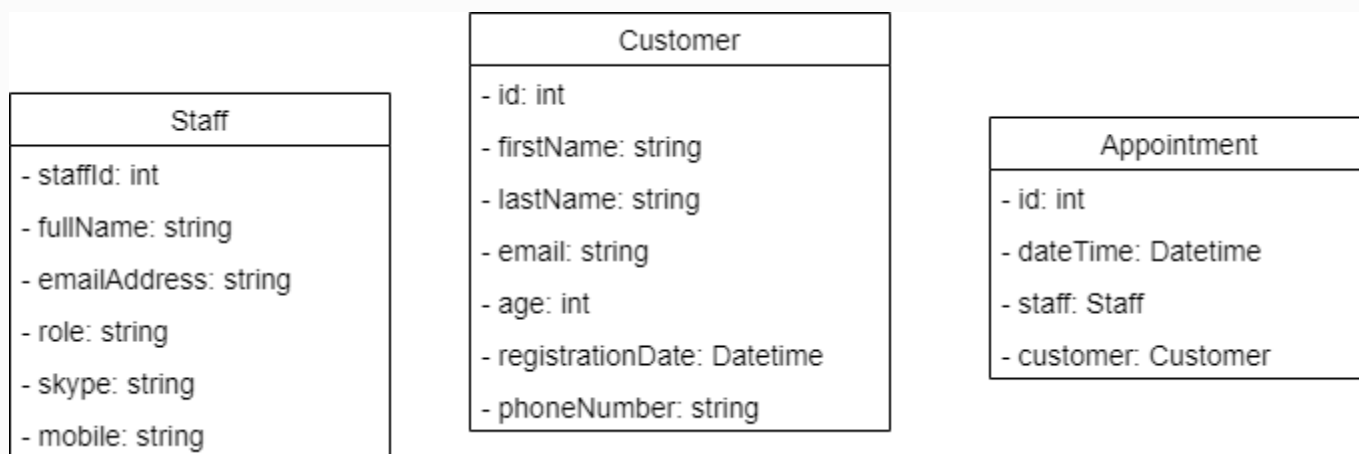 Staff
- staffId: int
- fullName: string
- emailAddress: string
- role: string
- skype: string
- mobile: string
Customer
- id: int
- firstName: string
- lastName: string
- email: string
- age: int
- registrationDate: Datetime
- phoneNumber: string
Appointment
- id: int
- dateTime: Datetime
- staff: Staff
- customer: Customer